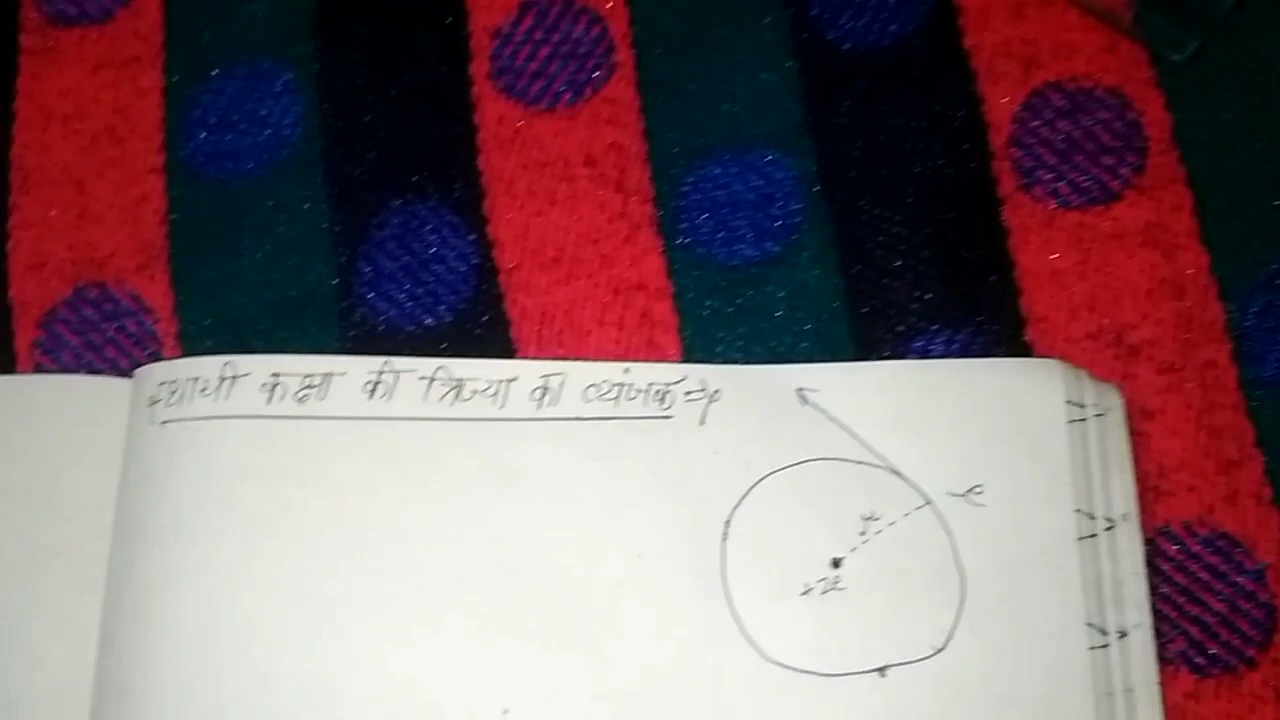 स्थायी कक्षा की त्रिज्या का व्यंजक ⇒
-e
r
+Ze